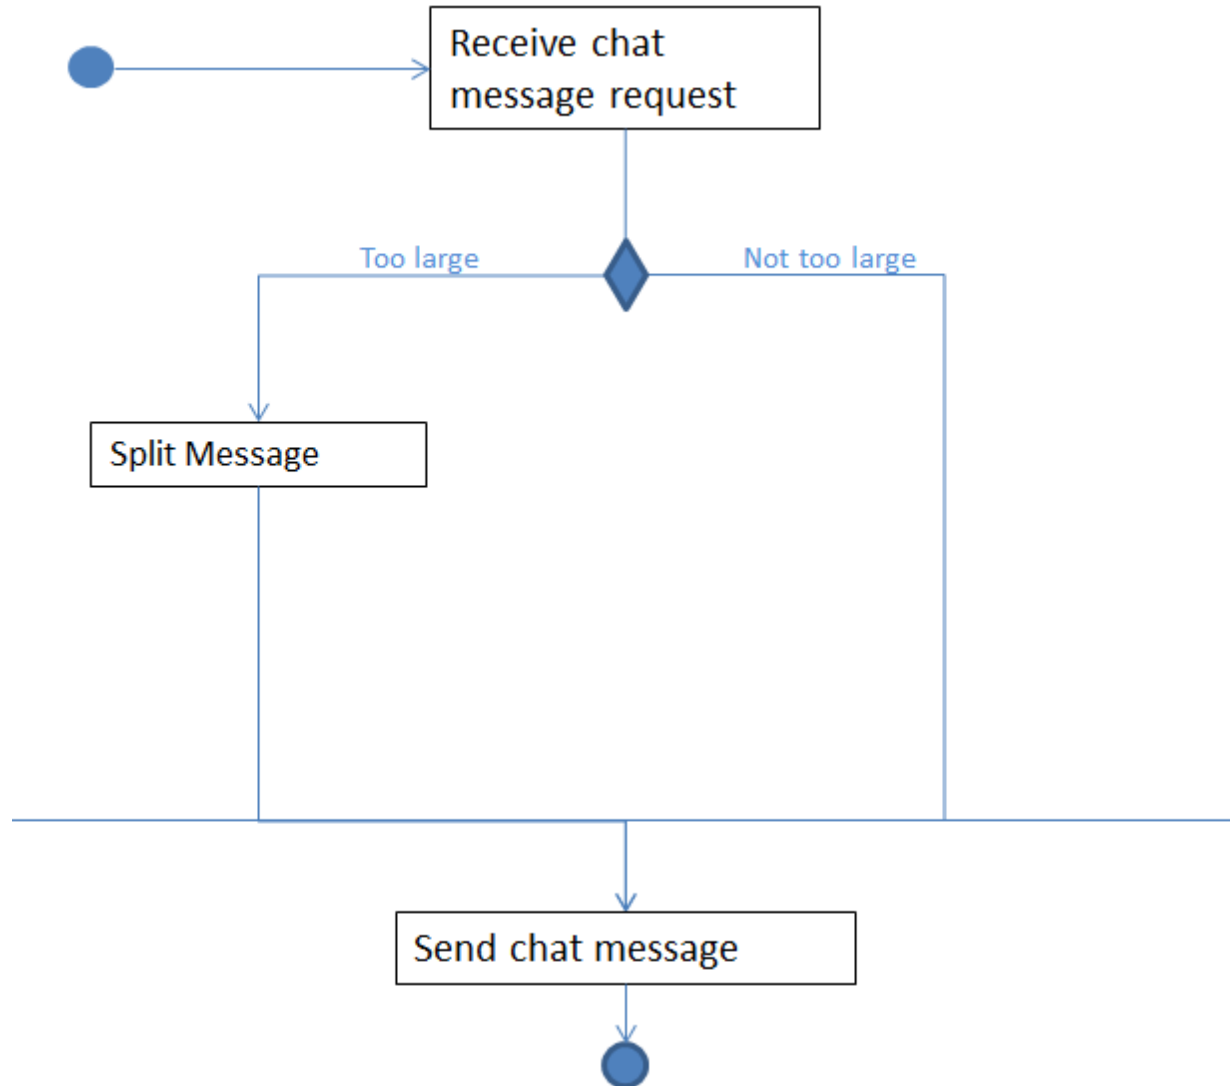 Receive chat
message request
Too large
Not too large
Split Message
Send chat message